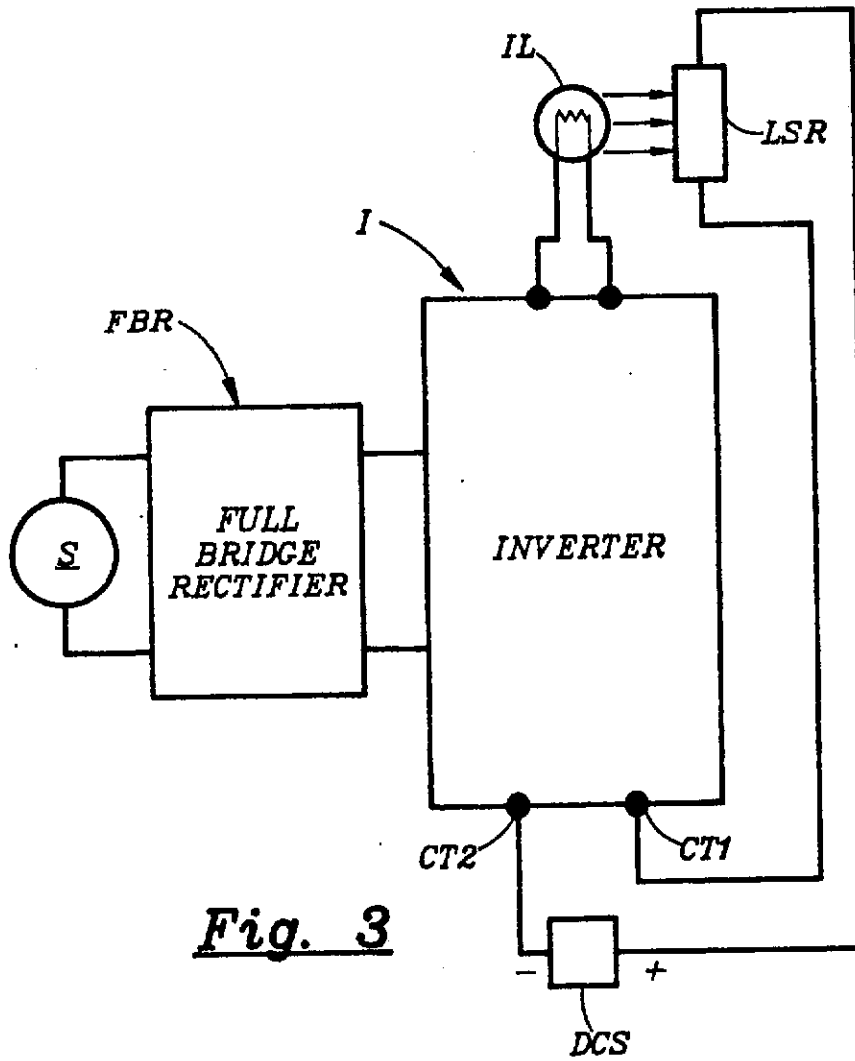 IL
LSR
I
FBR
S
FULL
BRIDGE
RECTIFIER
INVERTER
CT2
CT1
Fig. 3
- +
DCS